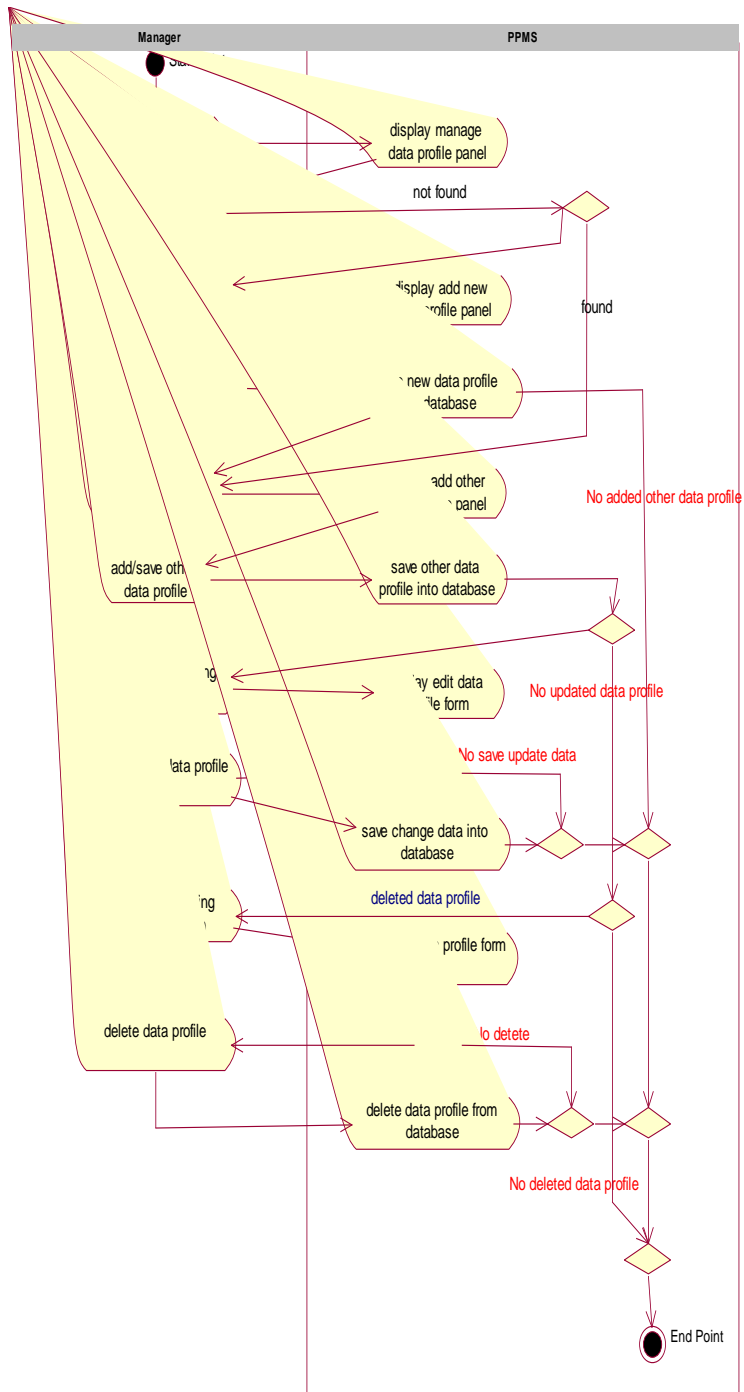 Manager
PPMS
display manage
data profile panel
not found
display add new
profile panel
found
new data profile
database
add other
panel
No added other data profile
add/save
data profile
save other data
profile into database
edit data
form
No updated data profile
data profile
No save update data
save change data into
database
deleted data profile
profile form
delete data profile
detete
delete data profile from
database
No deleted data profile
End Point